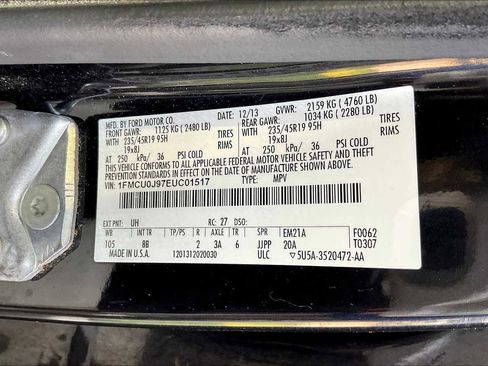 MFD. BY FORD MOTOR CO. 12/13 GVWR: 2159 KG ( 4760 LB)
FRONT GAWR: 1125 KG ( 2480 LB) REAR GAWR: 1034 KG ( 2280 LB)
WITH TIRES WITH TIRES
235/45R19 95H 235/45R19 95H
19x8J RIMS 19x8J RIMS
AT 250 kPa/ 36 PSI COLD AT 250 kPa/ 36 PSI COLD
THIS VEHICLE CONFORMS TO ALL APPLICABLE FEDERAL MOTOR VEHICLE SAFETY AND THEFT PREVENTION STANDARDS IN EFFECT ON THE DATE OF MANUFACTURE SHOWN ABOVE.
VIN: 1FMCU0J97EUC01517 TYPE: MPV
EXT PNT: UH RC: 27 DSO: F0062
WB INT TR TP/PS R AXLE TR SPR EM21A T0307
105 8B 2 3A 6 JJPP 20A
MADE IN U.S.A. 1201312020030 ULC 5U5A-3520472-AA